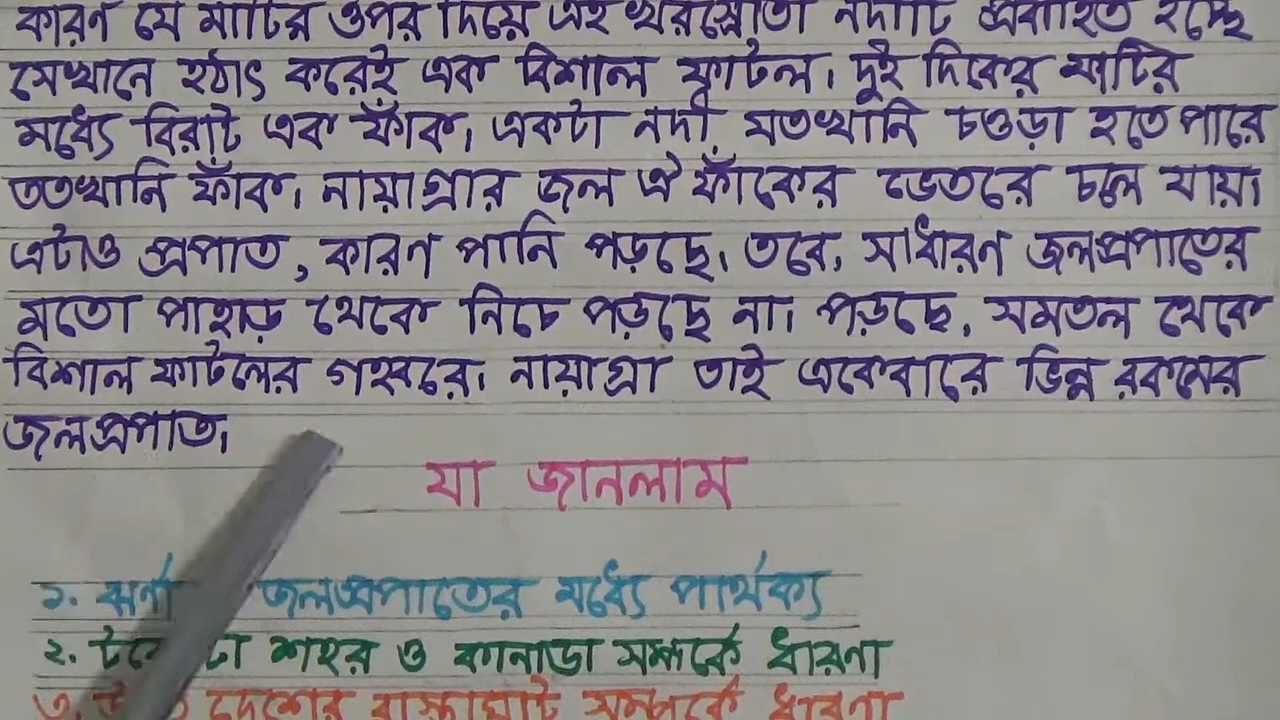 কারণ যে মাটির ওপর দিয়ে এই খরস্রোতা নদীটি প্রবাহিত হচ্ছে
সেখানে হঠাৎ করেই এক বিশাল ফাটল। দুই দিকের মাটির
মধ্যে বিরাট এক ফাঁক। একটা নদী যতখানি চওড়া হতে পারে
ততখানি ফাঁক। নায়াগ্রার জল ঐ ফাঁকের ভেতরে চলে যায়।
এটাও প্রপাত, কারণ পানি পড়ছে। তবে, সাধারণ জলপ্রপাতের
মতো পাহাড় থেকে নিচে পড়ছে না। পড়ছে, সমতল থেকে
বিশাল ফাটলের গহ্বরে। নায়াগ্রা তাই একেবারে ভিন্ন রকমের
জলপ্রপাত।
যা জানলাম
১. ঝর্ণা জলপ্রপাতের মধ্যে পার্থক্য
২. শহর ও কানাডা সম্পর্কে ধারণা
৩. দেশের রাস্তাঘাট সম্পর্কে ধারণা